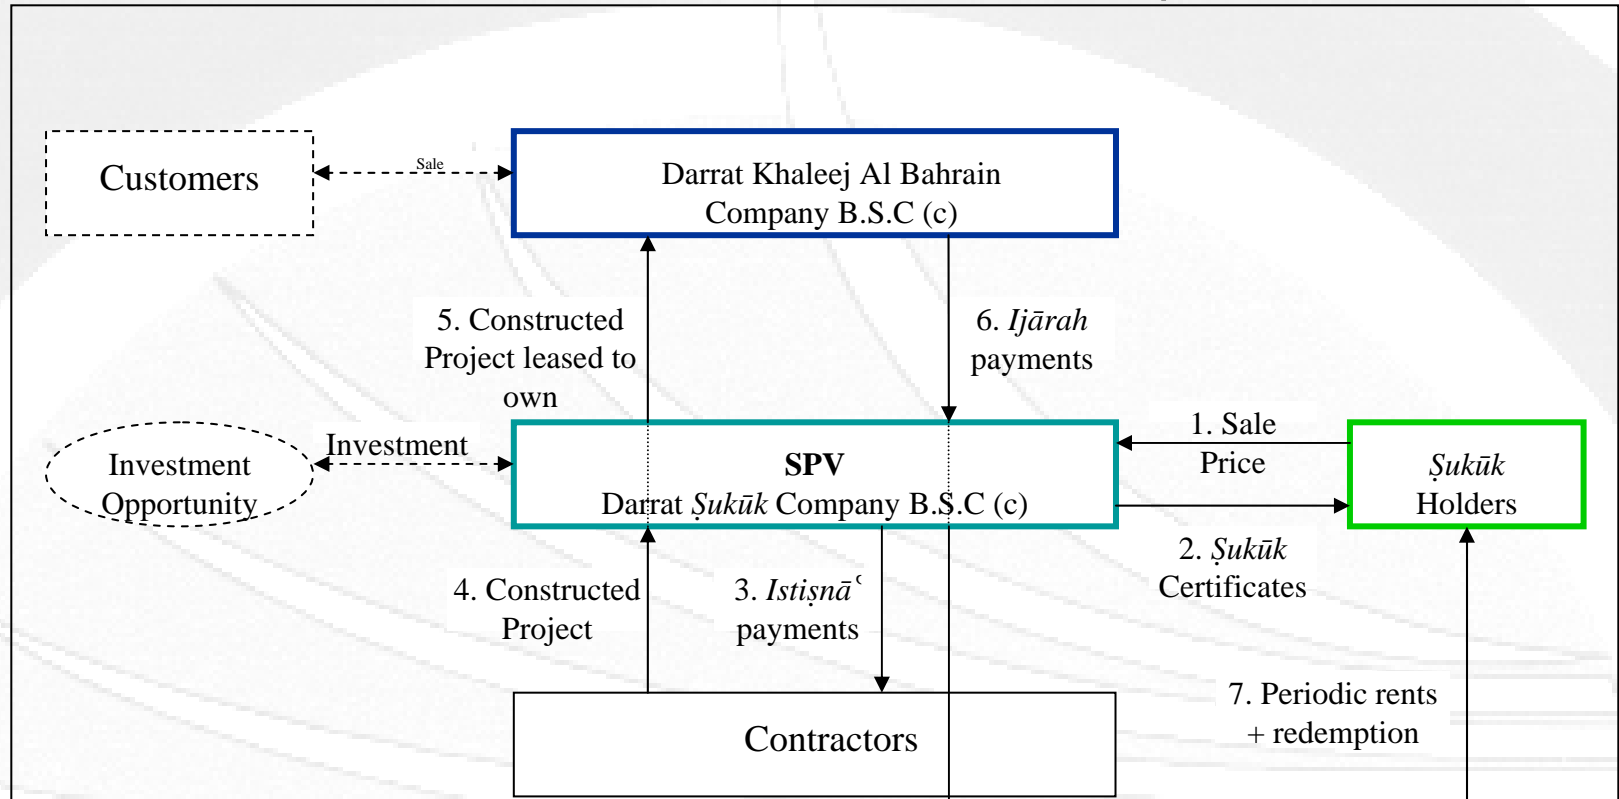 Customers
Sale
Darrat Khaleej Al Bahrain
Company B.S.C (c)
5. Constructed
Project leased to
own
6. Ijārah
payments
Investment
Opportunity
Investment
SPV
Darrat Ṣukūk Company B.S.C (c)
1. Sale
Price
Ṣukūk
Holders
2. Ṣukūk
Certificates
4. Constructed
Project
3. Istiṣnāʿ
payments
Contractors
7. Periodic rents
+ redemption